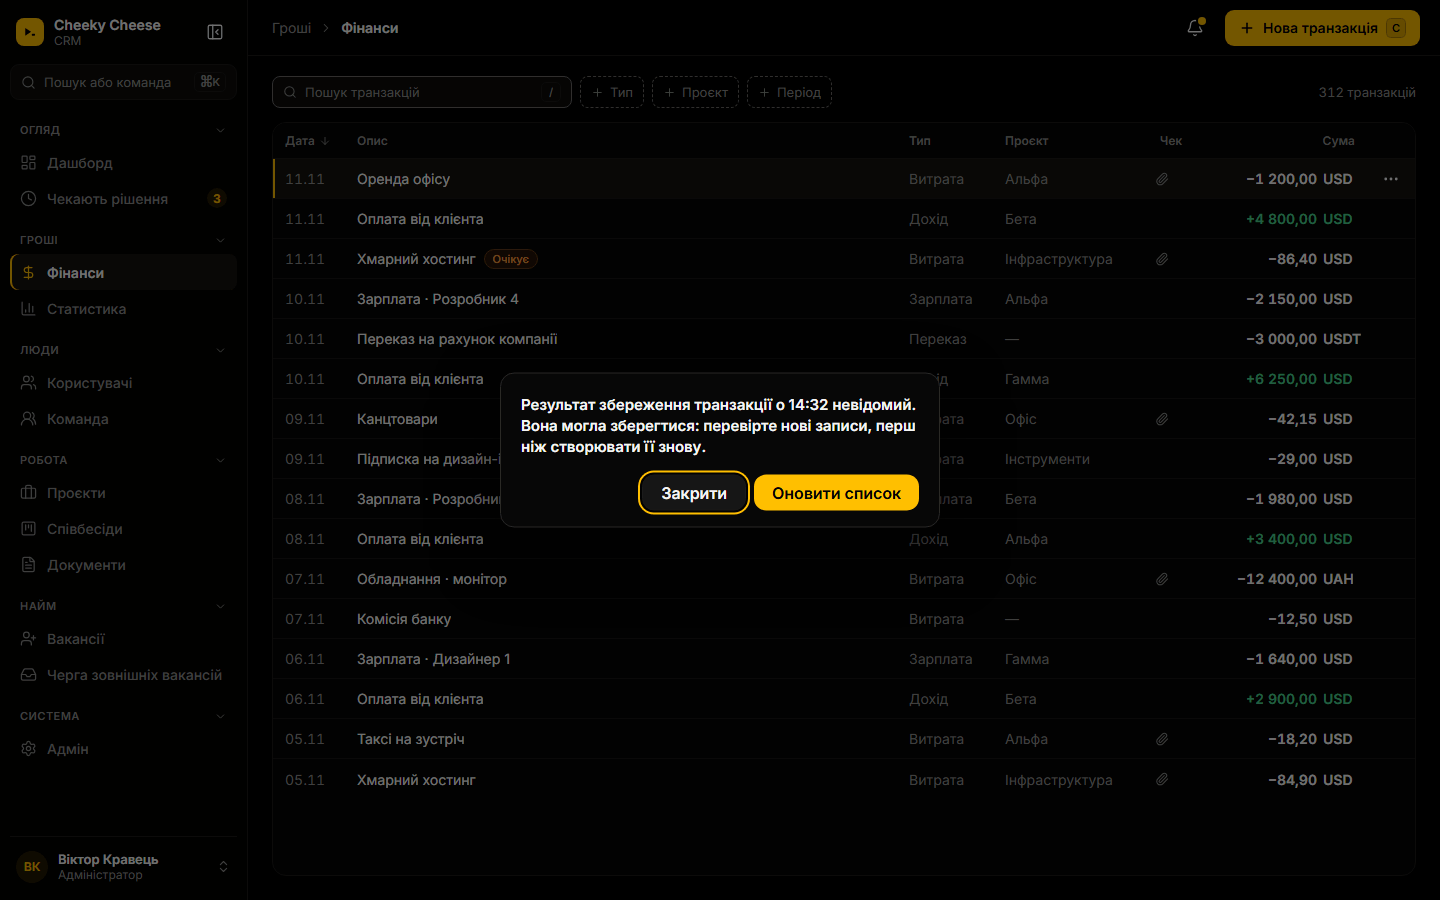 Cheeky Cheese
CRM
Пошук або команда ⌘K
ОГЛЯД
Дашборд
Чекають рішення 3
ГРОШІ
Фінанси
Статистика
ЛЮДИ
Користувачі
Команда
РОБОТА
Проєкти
Співбесіди
Документи
НАЙМ
Вакансії
Черга зовнішніх вакансій
СИСТЕМА
Адмін
ВК
Віктор Кравець
Адміністратор
Гроші > Фінанси
+ Нова транзакція C
Пошук транзакцій /
+ Тип
+ Проєкт
+ Період
312 транзакцій
Дата ↓ Опис Тип Проєкт Чек Сума
11.11 Оренда офісу Витрата Альфа −1 200,00 USD ···
11.11 Оплата від клієнта Дохід Бета +4 800,00 USD
11.11 Хмарний хостинг Очікує Витрата Інфраструктура −86,40 USD
10.11 Зарплата · Розробник 4 Зарплата Альфа −2 150,00 USD
10.11 Переказ на рахунок компанії Переказ — −3 000,00 USDT
10.11 Оплата від клієнта Гамма +6 250,00 USD
09.11 Канцтовари Офіс −42,15 USD
09.11 Підписка на Інструменти −29,00 USD
08.11 Зарплата · Бета −1 980,00 USD
08.11 Оплата від клієнта Дохід Альфа +3 400,00 USD
07.11 Обладнання · монітор Витрата Офіс −12 400,00 UAH
07.11 Комісія банку Витрата — −12,50 USD
06.11 Зарплата · Дизайнер 1 Зарплата Гамма −1 640,00 USD
06.11 Оплата від клієнта Дохід Бета +2 900,00 USD
05.11 Таксі на зустріч Витрата Альфа −18,20 USD
05.11 Хмарний хостинг Витрата Інфраструктура −84,90 USD
Результат збереження транзакції о 14:32 невідомий.
Вона могла зберегтися: перевірте нові записи, перш
ніж створювати її знову.
Закрити
Оновити список